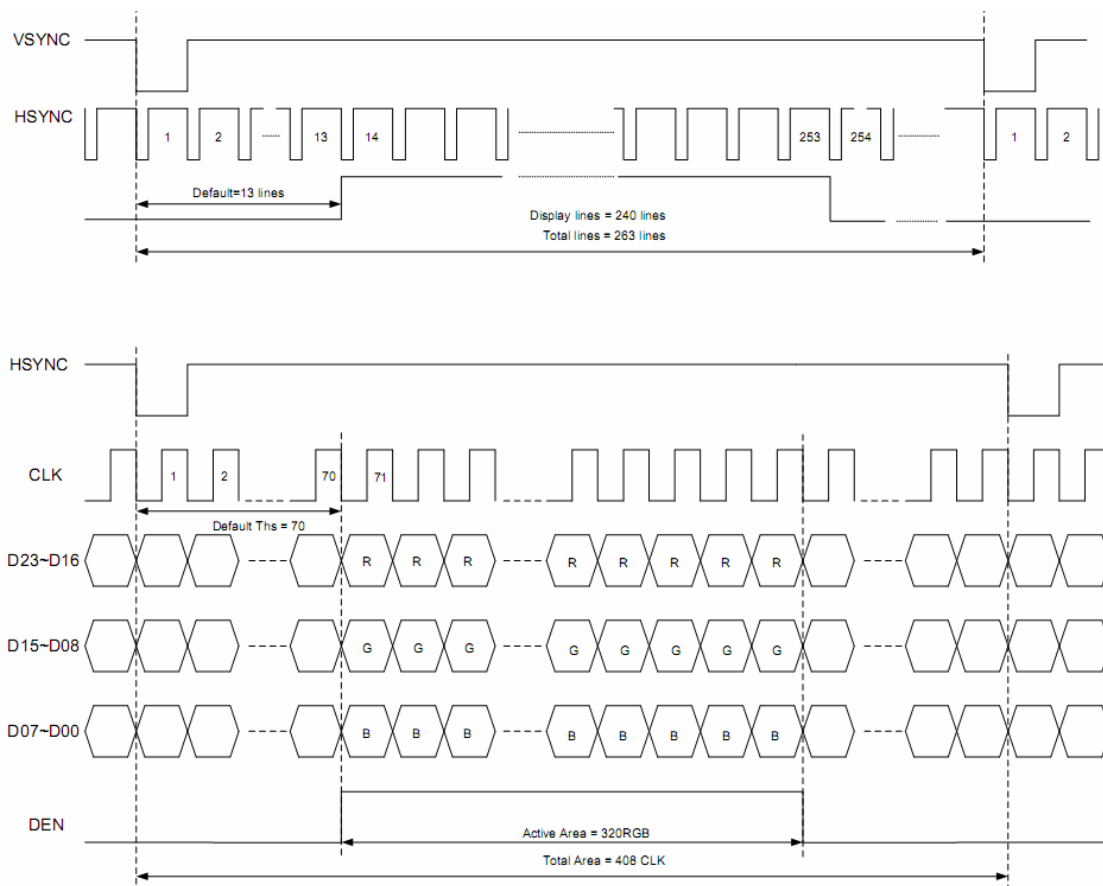 VSYNC
HSYNC
1 2 13 14 253 254 1 2
Default=13 lines
Display lines = 240 lines
Total lines = 263 lines
HSYNC
CLK
1 2 70 71
Default Ths = 70
D23~D16
R R R R R R R R
D15~D08
G G G G G G G G
D07~D00
B B B B B B B B
DEN
Active Area = 320RGB
Total Area = 408 CLK